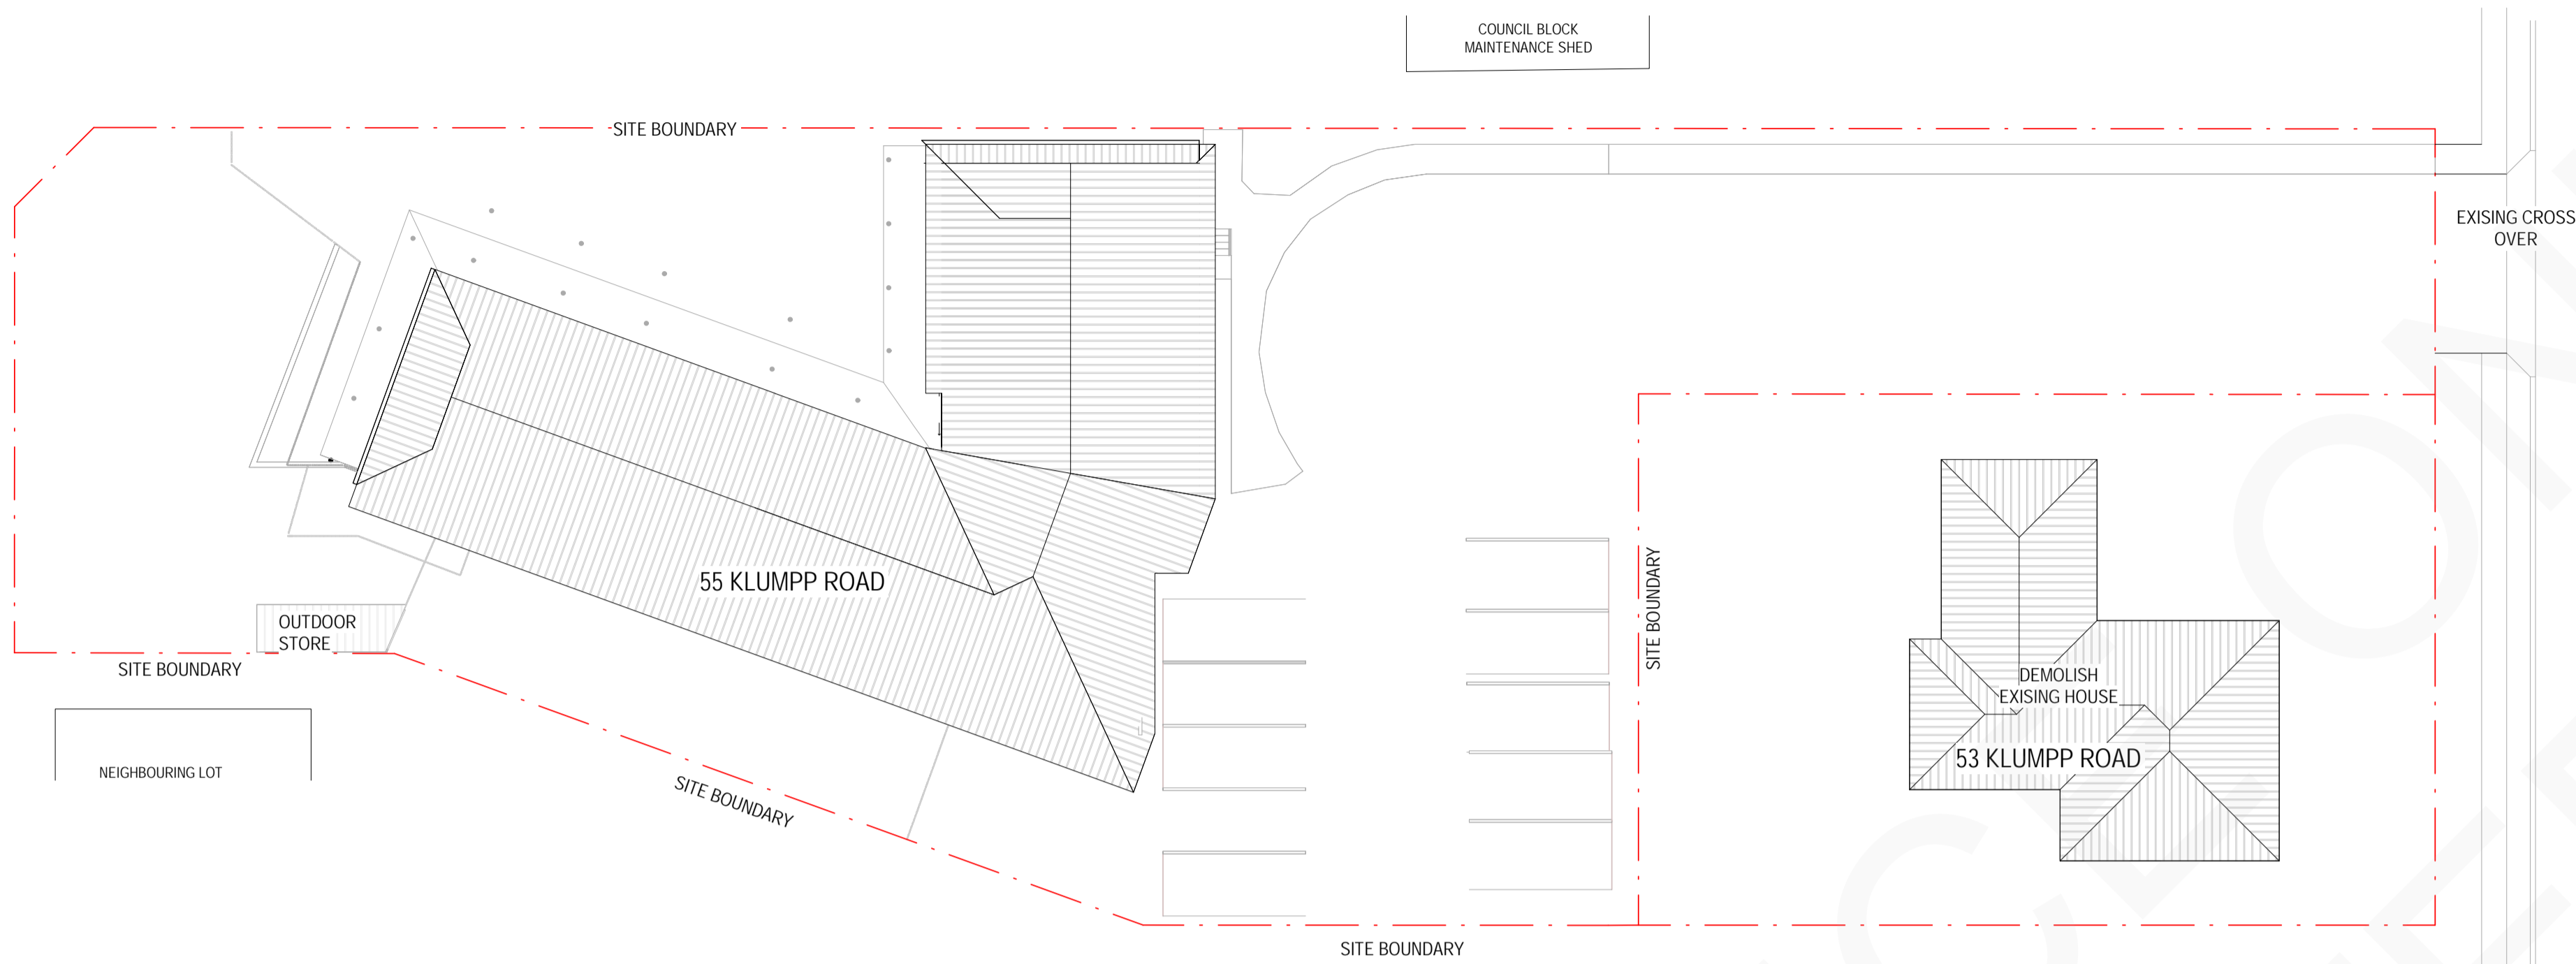 COUNCIL BLOCK
MAINTENANCE SHED
SITE BOUNDARY
EXISING CROSS
OVER
55 KLUMPP ROAD
SITE BOUNDARY
OUTDOOR
STORE
SITE BOUNDARY
DEMOLISH
EXISING HOUSE
53 KLUMPP ROAD
NEIGHBOURING LOT
SITE BOUNDARY
SITE BOUNDARY